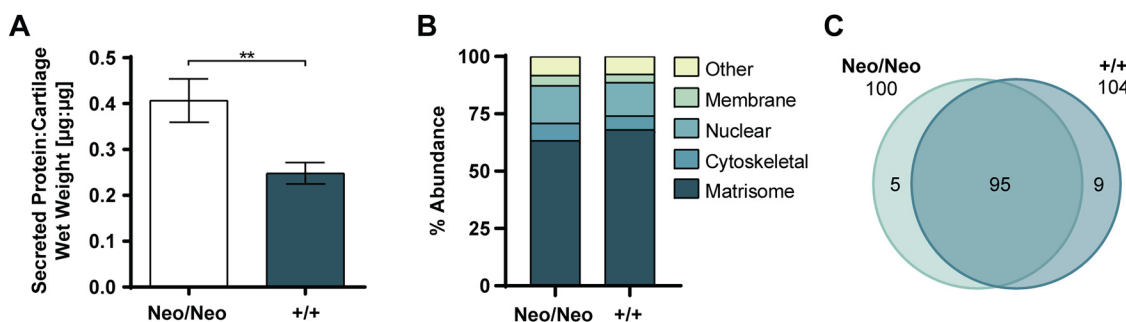 A
Secreted Protein:Cartilage
Wet Weight [µg:µg]
0.5
0.4
0.3
0.2
0.1
0.0
**
Neo/Neo
+/+
B
% Abundance
100
75
50
25
0
Neo/Neo
+/+
Other
Membrane
Nuclear
Cytoskeletal
Matrisome
C
Neo/Neo
100
+/+
104
5
95
9